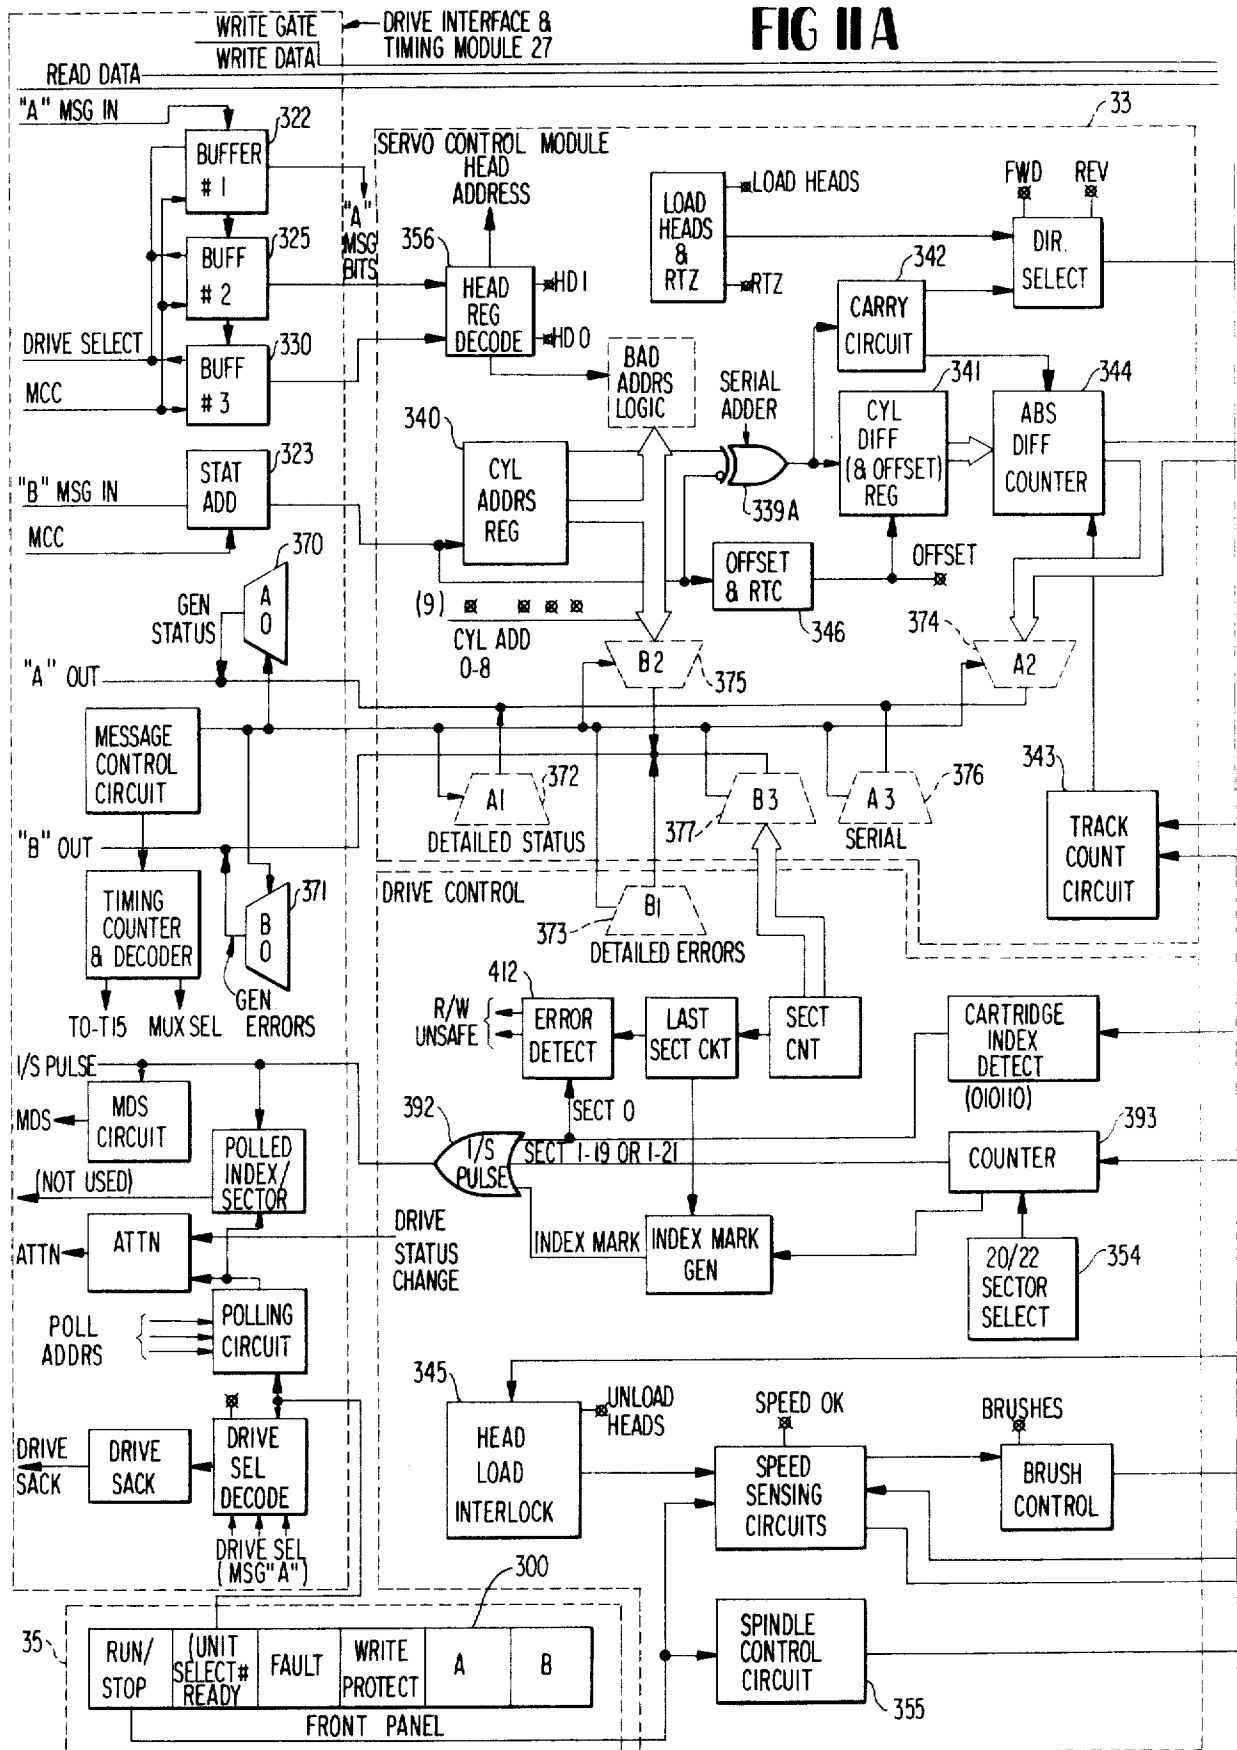 FIG 11A
WRITE GATE
DRIVE INTERFACE &
TIMING MODULE 27
WRITE DATA
READ DATA
"A" MSG IN
322
BUFFER
#1
325
BUFF
#2
330
BUFF
#3
"A"
MSG
BITS
DRIVE SELECT
MCC
323
STAT
ADD
"B" MSG IN
MCC
370
A
0
GEN
STATUS
"A" OUT
MESSAGE
CONTROL
CIRCUIT
"B" OUT
TIMING
COUNTER
& DECODER
371
B
0
TO-T15
MUX SEL
GEN
ERRORS
I/S PULSE
MDS
MDS
CIRCUIT
POLLED
INDEX/
SECTOR
(NOT USED)
ATTN
ATTN
POLL
ADDRS
POLLING
CIRCUIT
DRIVE
SACK
DRIVE
SACK
DRIVE
SEL
DECODE
DRIVE SEL
(MSG"A")
33
SERVO CONTROL MODULE
HEAD
ADDRESS
356
HEAD
REG
DECODE
HD1
HD0
LOAD
HEADS
&
RTZ
LOAD HEADS
RTZ
FWD
REV
DIR.
SELECT
342
CARRY
CIRCUIT
BAD
ADDRS
LOGIC
SERIAL
ADDER
339A
341
CYL
DIFF
(& OFFSET)
REG
344
ABS
DIFF
COUNTER
340
CYL
ADDRS
REG
OFFSET
& RTC
346
OFFSET
(9)
CYL ADD
0-8
B2
375
374
A2
A1
372
DETAILED STATUS
B3
377
A3
376
SERIAL
343
TRACK
COUNT
CIRCUIT
DRIVE CONTROL
B1
373
DETAILED ERRORS
412
R/W
UNSAFE
ERROR
DETECT
LAST
SECT CKT
SECT
CNT
CARTRIDGE
INDEX
DETECT
(010110)
392
I/S
PULSE
SECT 0
SECT 1-19 OR 1-21
393
COUNTER
INDEX MARK
INDEX MARK
GEN
20/22
SECTOR
SELECT
354
DRIVE
STATUS
CHANGE
345
HEAD
LOAD
INTERLOCK
UNLOAD
HEADS
SPEED OK
SPEED
SENSING
CIRCUITS
BRUSHES
BRUSH
CONTROL
SPINDLE
CONTROL
CIRCUIT
355
300
35
RUN/
STOP
(UNIT
SELECT#
READY
FAULT
WRITE
PROTECT
A
B
FRONT PANEL